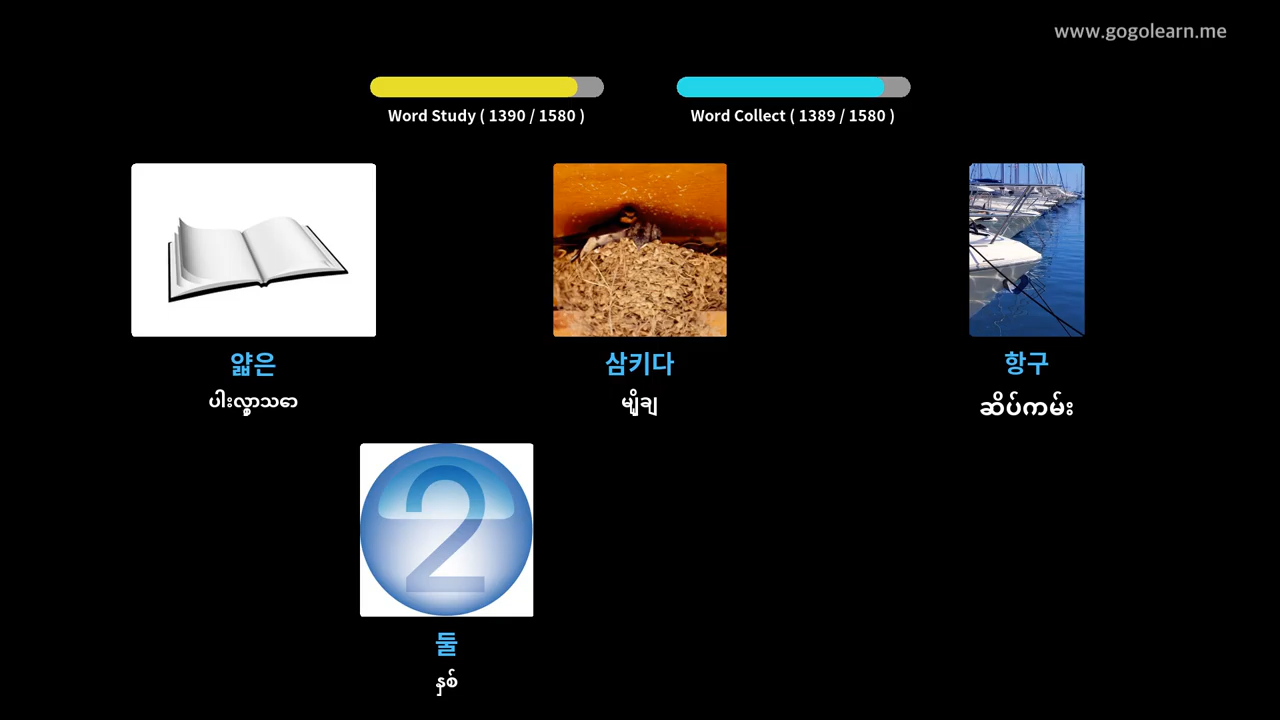 www.gogolearn.me
Word Study ( 1390 / 1580 )
Word Collect ( 1389 / 1580 )
얇은
삼키다
항구
ပါးလွှာသော
မျိုချ
ဆိပ်ကမ်း
2
둘
နှစ်